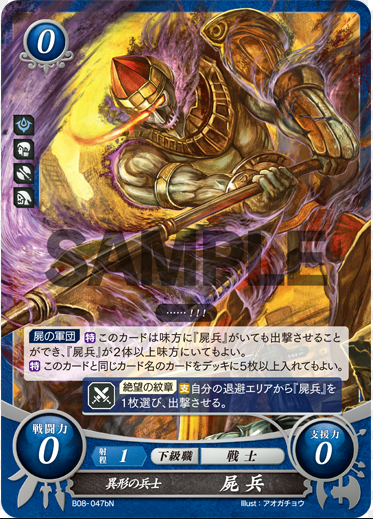 0
SAMPLE
……！！！
屍の軍団 特 このカードは味方に『屍兵』がいても出撃させること
ができ、『屍兵』が２体以上味方にいてもよい。
特 このカードと同じカード名のカードをデッキに５枚以上入れてもよい。
絶望の紋章 支 自分の退避エリアから『屍兵』を
１枚選び、出撃させる。
戦闘力 0
射程 1 下級職 戦士
支援力 0
異形の兵士 屍兵
B08-047bN Illust：アオガチョウ